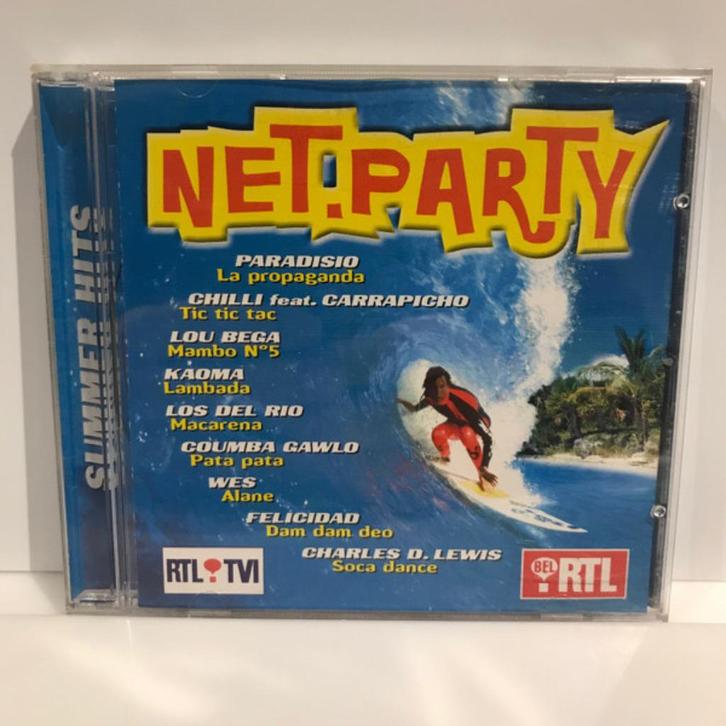 SUMMER HITS
NET.PARTY
PARADISIO
La propaganda
CHILLI feat. CARRAPICHO
Tic tic tac
LOU BEGA
Mambo N°5
KAOMA
Lambada
LOS DEL RIO
Macarena
COUMBA GAWLO
Pata pata
WES
Alane
FELICIDAD
Dam dam deo
CHARLES D. LEWIS
Soca dance
RTL TVI
BEL
RTL